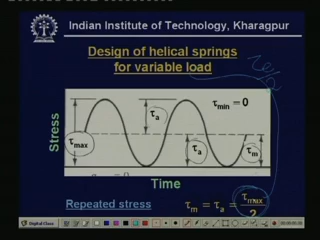 Indian Institute of Technology, Kharagpur
Design of helical springs
for variable load
τmin = 0
τa
τmax
τa
τm
Stress
Time
Repeated stress
τm = τa = τmax/2